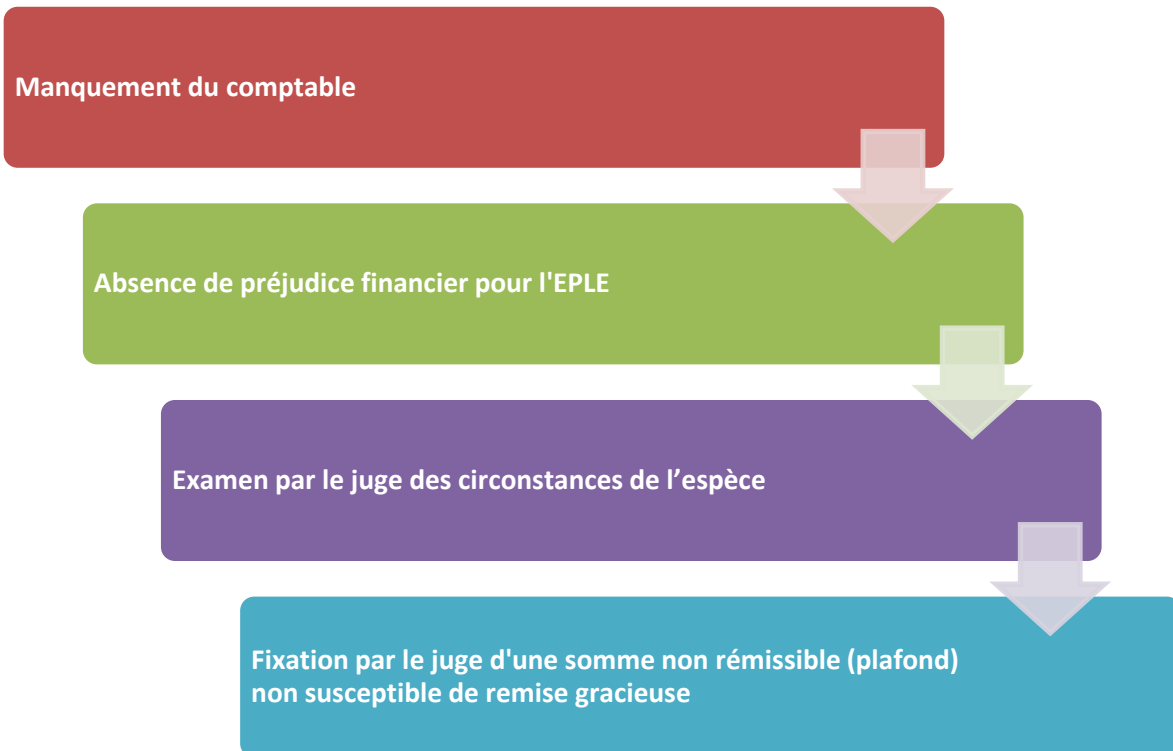 Manquement du comptable
Absence de préjudice financier pour l'EPLE
Examen par le juge des circonstances de l’espèce
Fixation par le juge d'une somme non rémissible (plafond)
non susceptible de remise gracieuse